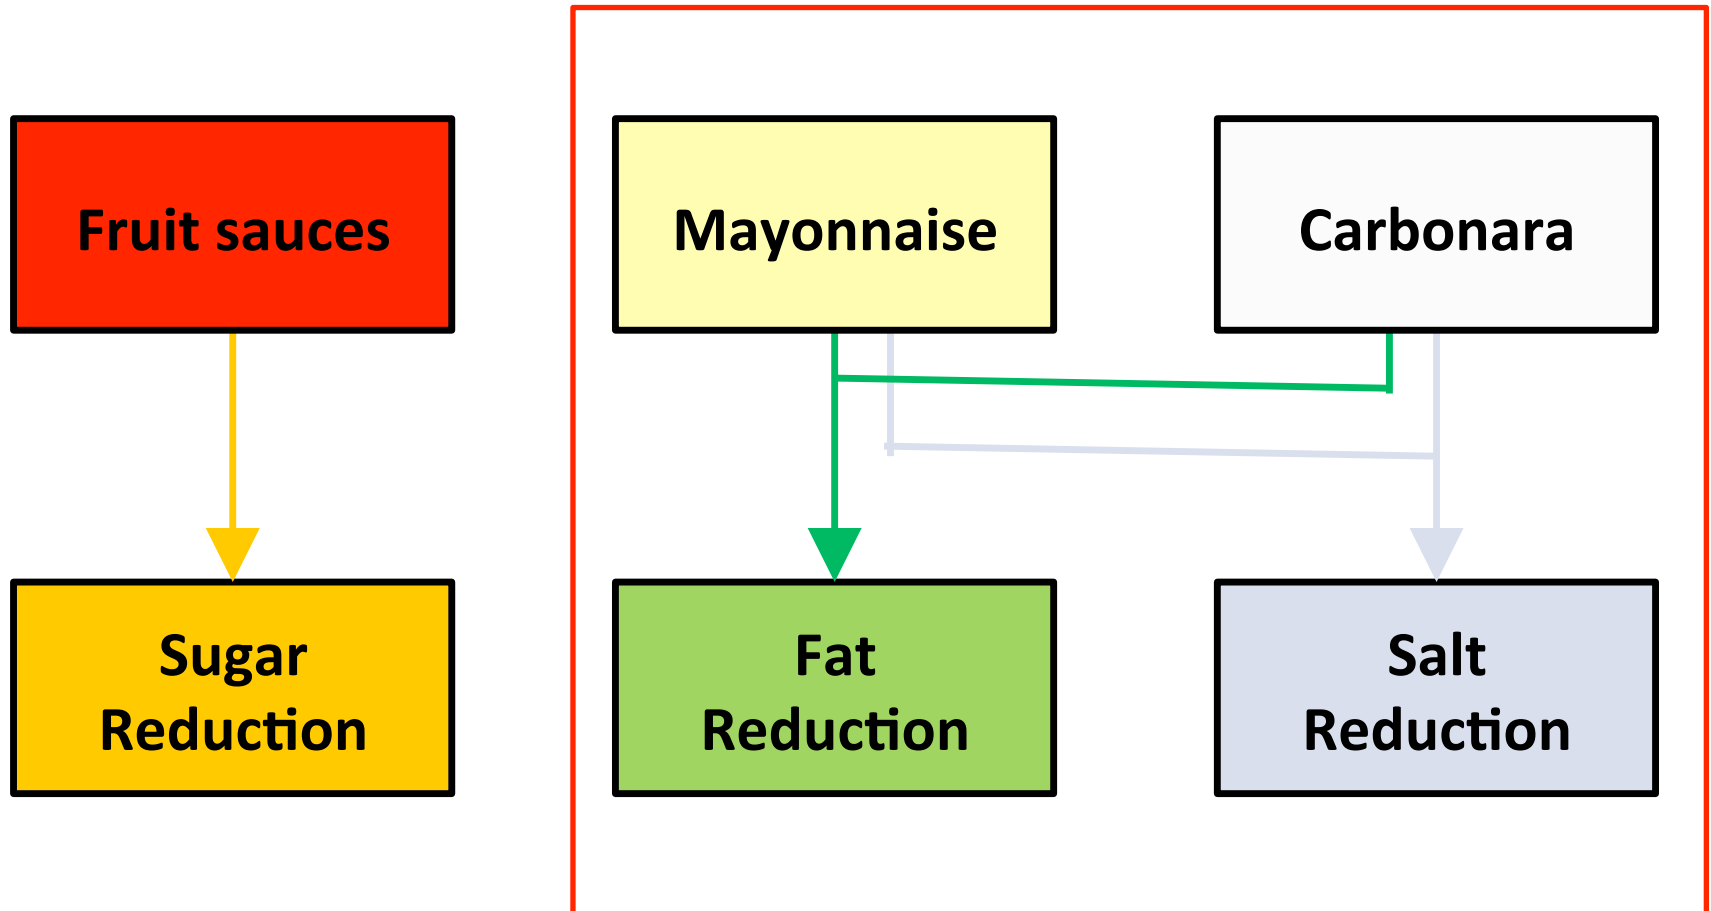 Fruit sauces
Mayonnaise
Carbonara
Sugar
Reduction
Fat
Reduction
Salt
Reduction